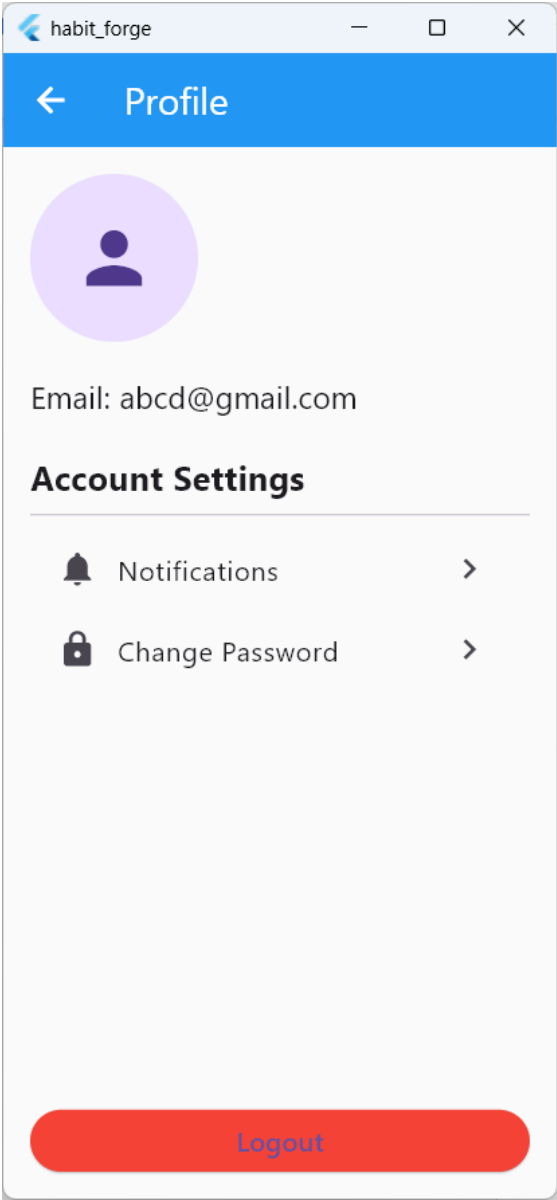 habit_forge
Profile
Email: abcd@gmail.com
Account Settings
Notifications
Change Password
Logout